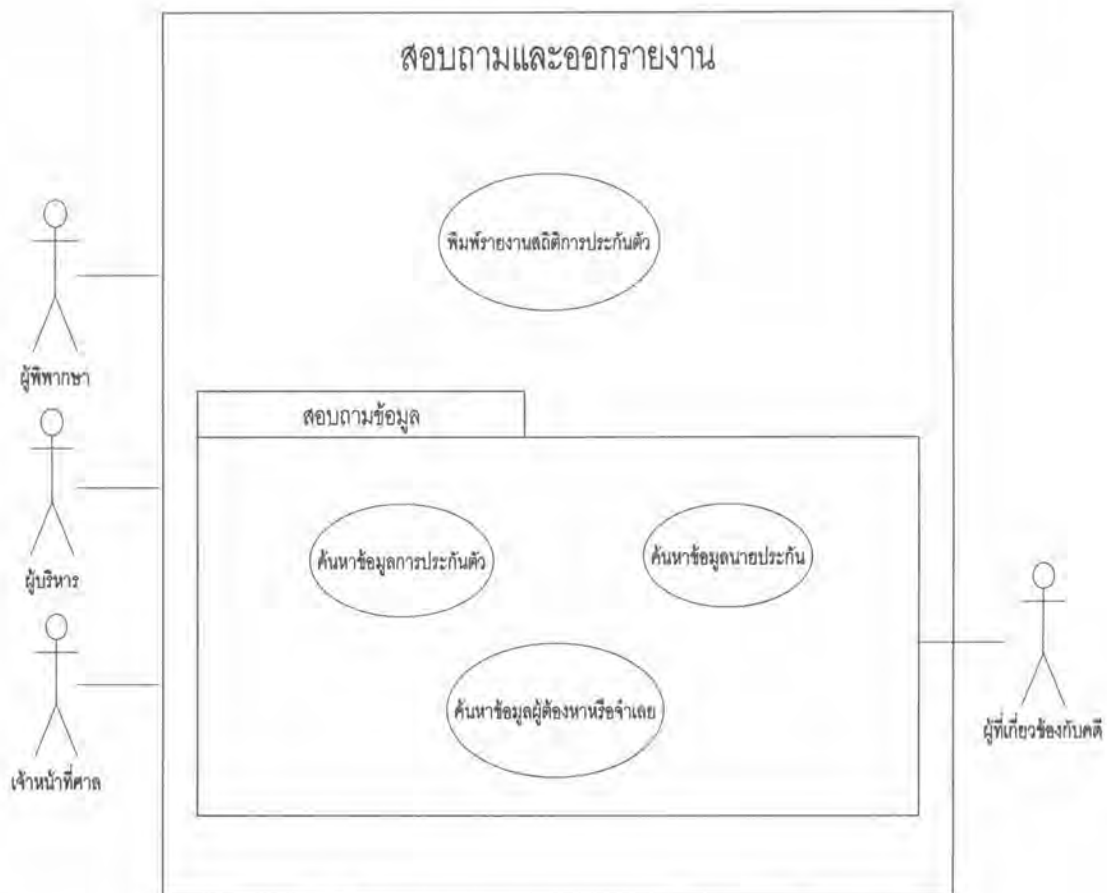 สอบถามและออกรายงาน
พิมพ์รายงานสถิติการประกันตัว
ผู้พิพากษา
สอบถามข้อมูล
ค้นหาข้อมูลการประกันตัว
ค้นหาข้อมูลนายประกัน
ผู้บริหาร
ค้นหาข้อมูลผู้ต้องหาหรือจำเลย
ผู้ที่เกี่ยวข้องกับคดี
เจ้าหน้าที่ศาล